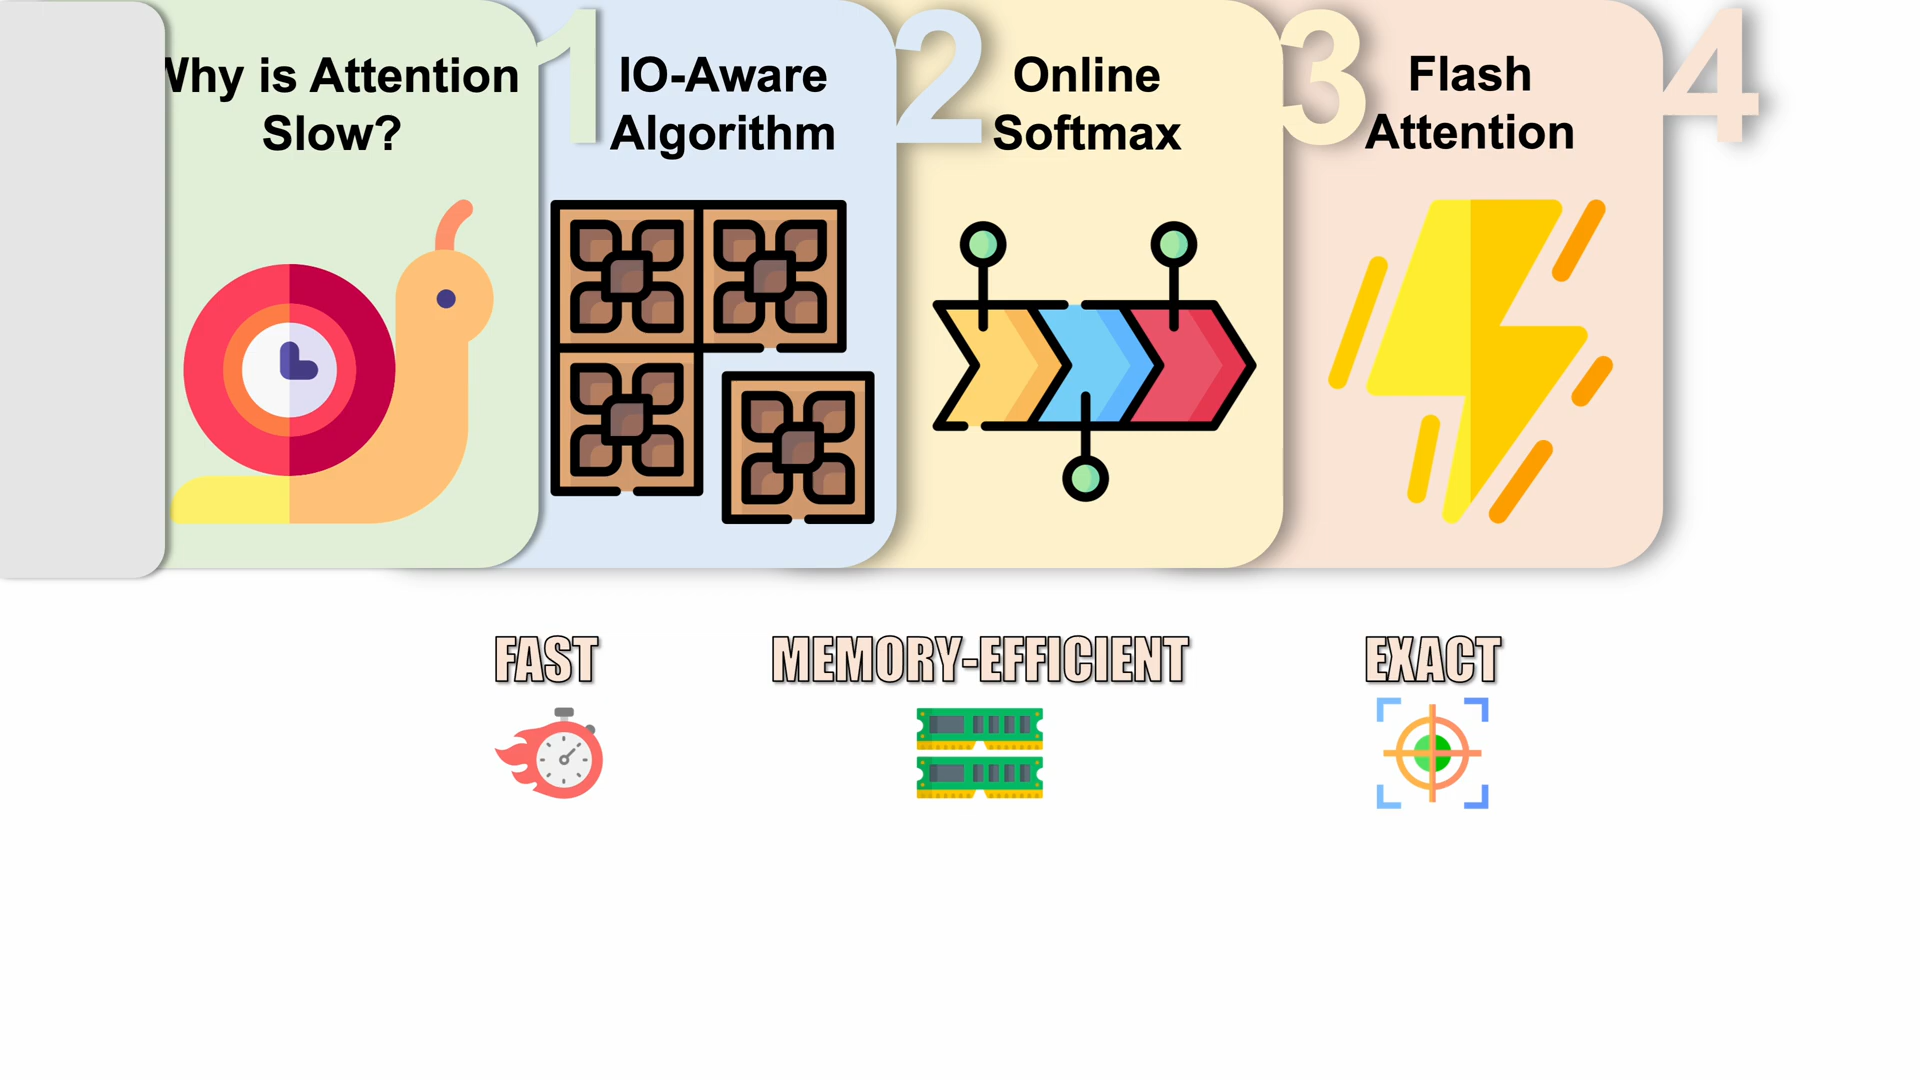 Why is Attention
Slow?
1
IO-Aware
Algorithm
2
Online
Softmax
3
Flash
Attention
4
FAST
MEMORY-EFFICIENT
EXACT